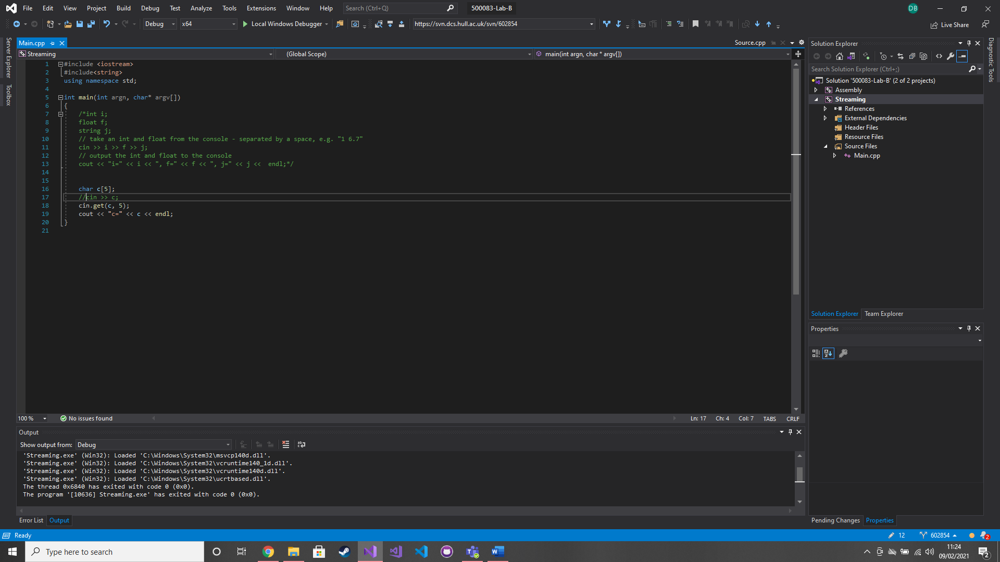 File Edit View Project Build Debug Test Analyze Tools Extensions Window Help Search (Ctrl+Q) 500083-Lab-B DB
Debug x64 Local Windows Debugger https://svn.dcs.hull.ac.uk/svn/602854 Live Share
Server Explorer
Toolbox
Main.cpp Source.cpp
Streaming (Global Scope) main(int argn, char * argv[])
1 #include <iostream>
2 #include<string>
3 using namespace std;
4
5 int main(int argn, char* argv[])
6 {
7 /*int i;
8 float f;
9 string j;
10 // take an int and float from the console - separated by a space, e.g. "1 6.7"
11 cin >> i >> f >> j;
12 // output the int and float to the console
13 cout << "i=" << i << ", f=" << f << ", j=" << j << endl;*/
14
15
16 char c[5];
17 //cin >> c;
18 cin.get(c, 5);
19 cout << "c=" << c << endl;
20 }
21
100 % No issues found Ln: 17 Ch: 4 Col: 7 TABS CRLF
Output
Show output from: Debug
'Streaming.exe' (Win32): Loaded 'C:\Windows\System32\msvcp140d.dll'.
'Streaming.exe' (Win32): Loaded 'C:\Windows\System32\vcruntime140_1d.dll'.
'Streaming.exe' (Win32): Loaded 'C:\Windows\System32\vcruntime140d.dll'.
'Streaming.exe' (Win32): Loaded 'C:\Windows\System32\ucrtbased.dll'.
The thread 0x6840 has exited with code 0 (0x0).
The program '[10636] Streaming.exe' has exited with code 0 (0x0).
Error List Output
Solution Explorer
Search Solution Explorer (Ctrl+;)
Solution '500083-Lab-B' (2 of 2 projects)
Assembly
Streaming
References
External Dependencies
Header Files
Resource Files
Source Files
Main.cpp
Solution Explorer Team Explorer
Properties
Pending Changes Properties
Diagnostic Tools
Ready 12 602854 2
Type here to search
11:24
09/02/2021
2